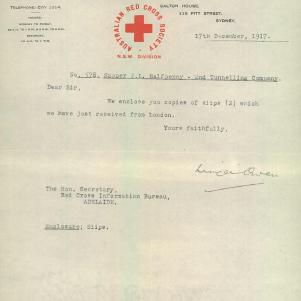 TELEPHONE-CITY
DALTON HOUSE,
115 PITT STREET,
SYDNEY,
AUSTRALIAN RED CROSS SOCIETY
N.S.W. DIVISION
17th December, 1917.
No. 578. Sapper J.L. Halfpenny - 2nd Tunnelling Company.
Dear Sir,
We enclose you copies of slips (2) which
we have just received from London.
Yours faithfully,
Owen
The Hon. Secretary,
Red Cross Information Bureau,
ADELAIDE.
Enclosure: Slips.